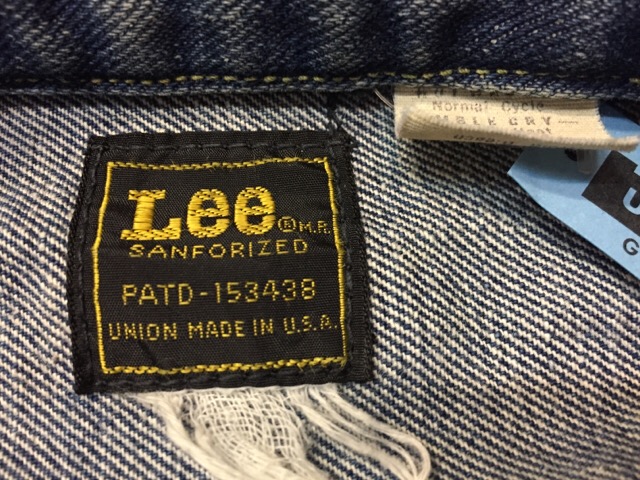 Normal Cycle
Lee ® M.R.
SANFORIZED
PATD-153438
UNION MADE IN U.S.A.
G